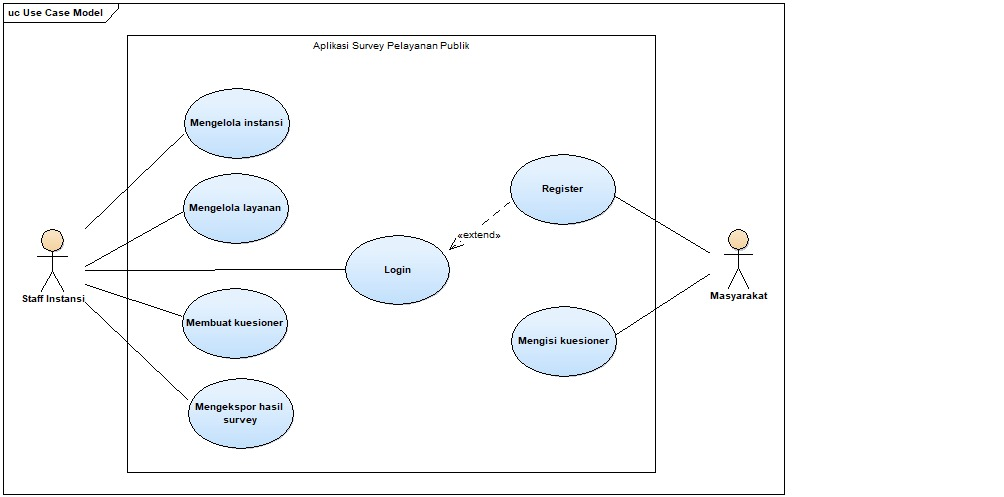 uc Use Case Model
Aplikasi Survey Pelayanan Publik
Mengelola instansi
Mengelola layanan
Register
«extend»
Login
Staff Instansi
Masyarakat
Membuat kuesioner
Mengisi kuesioner
Mengekspor hasil
survey